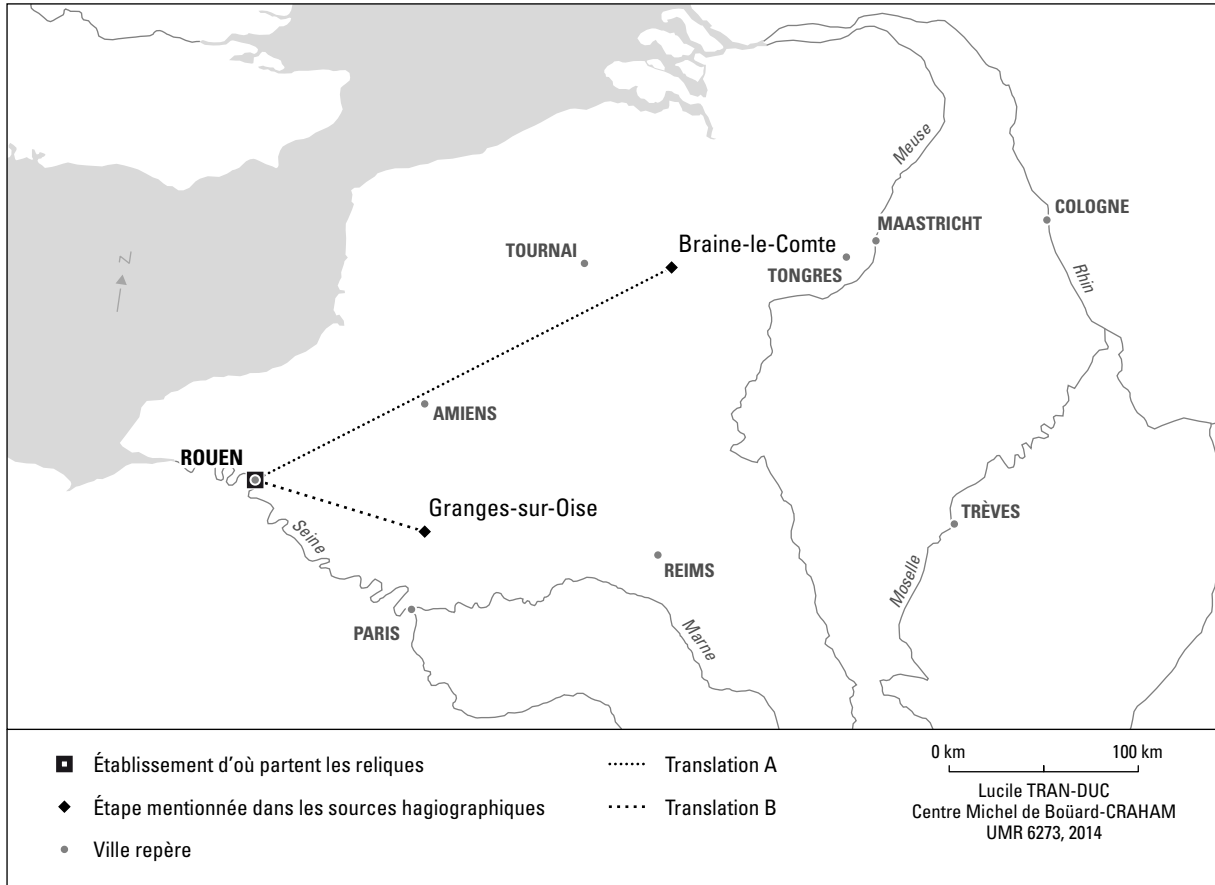 Meuse
COLOGNE
MAASTRICHT
Braine-le-Comte
TOURNAI
TONGRES
Rhin
N
AMIENS
ROUEN
Granges-sur-Oise
Seine
TRÈVES
REIMS
Moselle
PARIS
Marne
Établissement d'où partent les reliques
Étape mentionnée dans les sources hagiographiques
Ville repère
Translation A
Translation B
0 km 100 km
Lucile TRAN-DUC
Centre Michel de Boüard-CRAHAM
UMR 6273, 2014